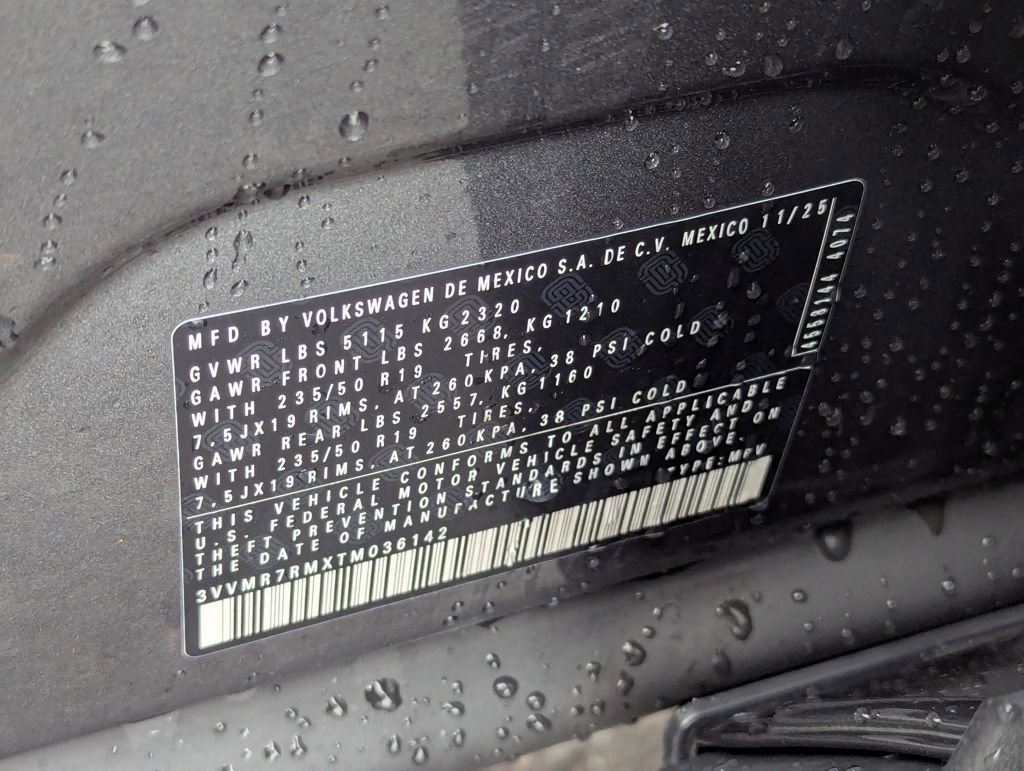 MFD BY VOLKSWAGEN DE MEXICO S.A. DE C.V. MEXICO 11/25
GVWR LBS 5115 KG 2320
GAWR FRONT LBS 2668, KG 1210
WITH 235/50 R19 TIRES,
7.5JX19 RIMS, AT 260 KPA, 38 PSI COLD
GAWR REAR LBS 2557, KG 1160
WITH 235/50 R19 TIRES,
7.5JX19 RIMS, AT 260 KPA, 38 PSI COLD
THIS VEHICLE CONFORMS TO ALL APPLICABLE
U.S. FEDERAL MOTOR VEHICLE SAFETY AND
THEFT PREVENTION STANDARDS IN EFFECT ON
THE DATE OF MANUFACTURE SHOWN ABOVE.
3VVMR7RMXTM036142 TYPE:MPV
4558144 4074